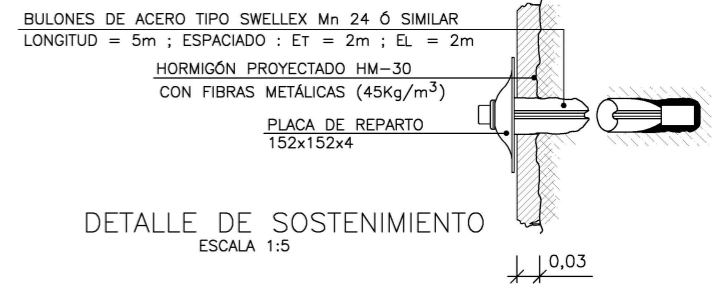 BULONES DE ACERO TIPO SWELLEX Mn 24 Ó SIMILAR
LONGITUD = 5m ; ESPACIADO : ET = 2m ; EL = 2m
HORMIGÓN PROYECTADO HM-30
CON FIBRAS METÁLICAS (45Kg/m³)
PLACA DE REPARTO
152x152x4
DETALLE DE SOSTENIMIENTO
ESCALA 1:5
0,03